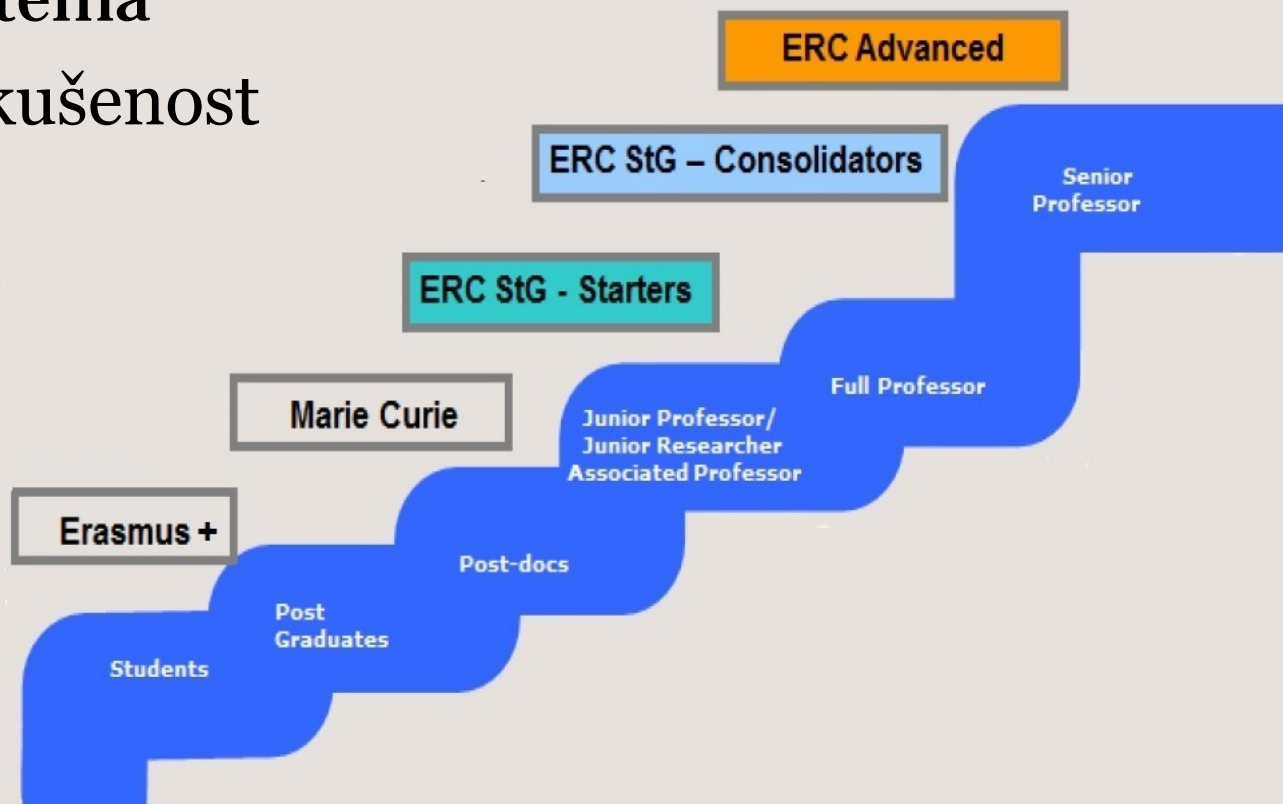 kušenost
ERC Advanced
ERC StG – Consolidators
Senior
Professor
ERC StG - Starters
Full Professor
Marie Curie
Junior Professor/
Junior Researcher
Associated Professor
Erasmus +
Post-docs
Post
Graduates
Students